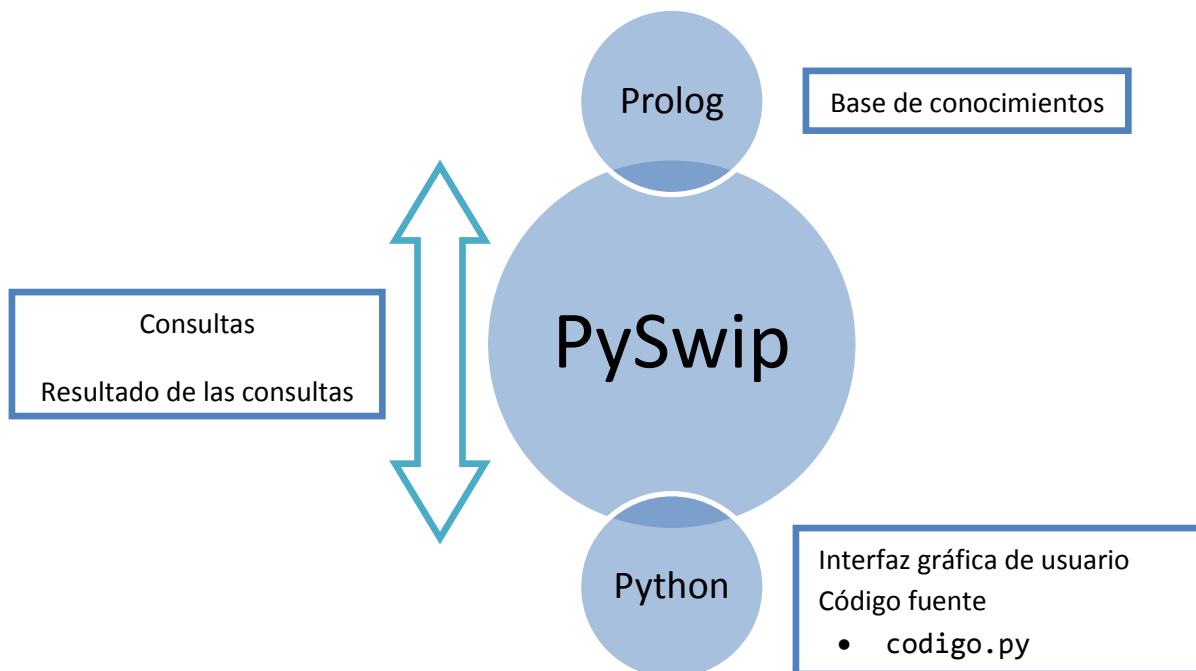 Prolog
Base de conocimientos
Consultas
Resultado de las consultas
PySwip
Python
Interfaz gráfica de usuario
Código fuente
• codigo.py